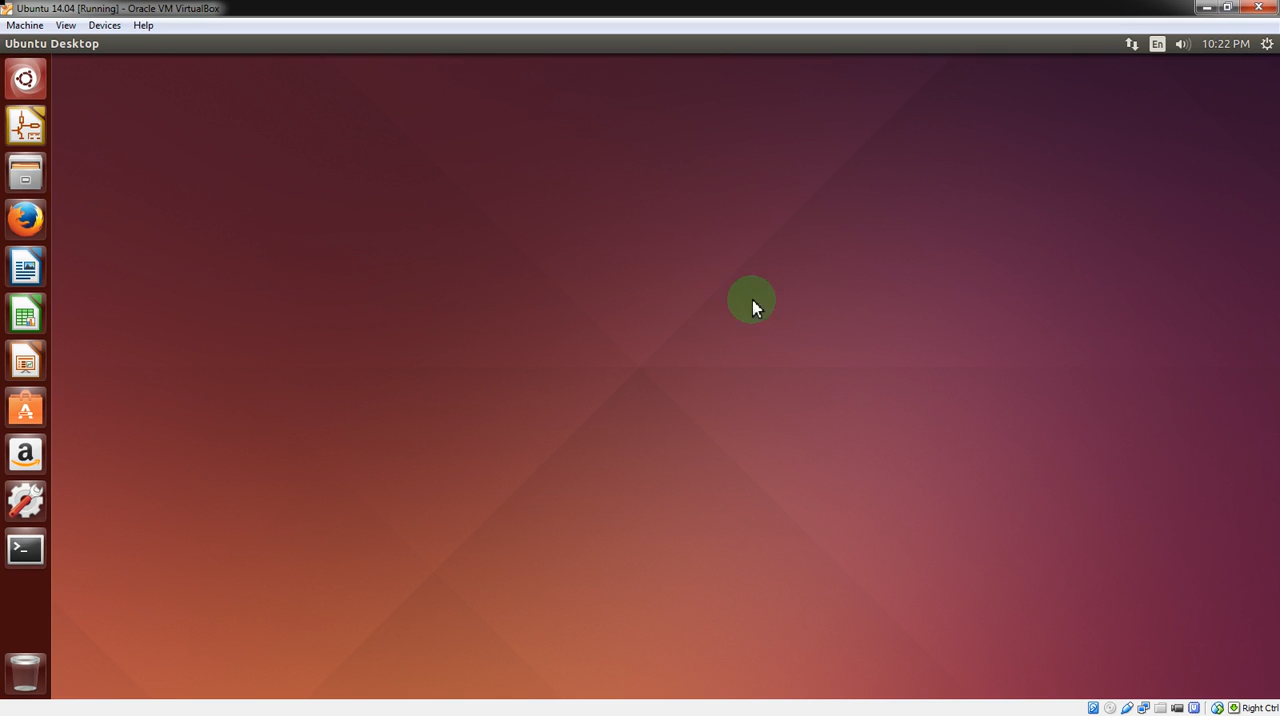 Ubuntu 14.04 [Running] - Oracle VM VirtualBox
Machine View Devices Help
Ubuntu Desktop En 10:22 PM
Right Ctrl